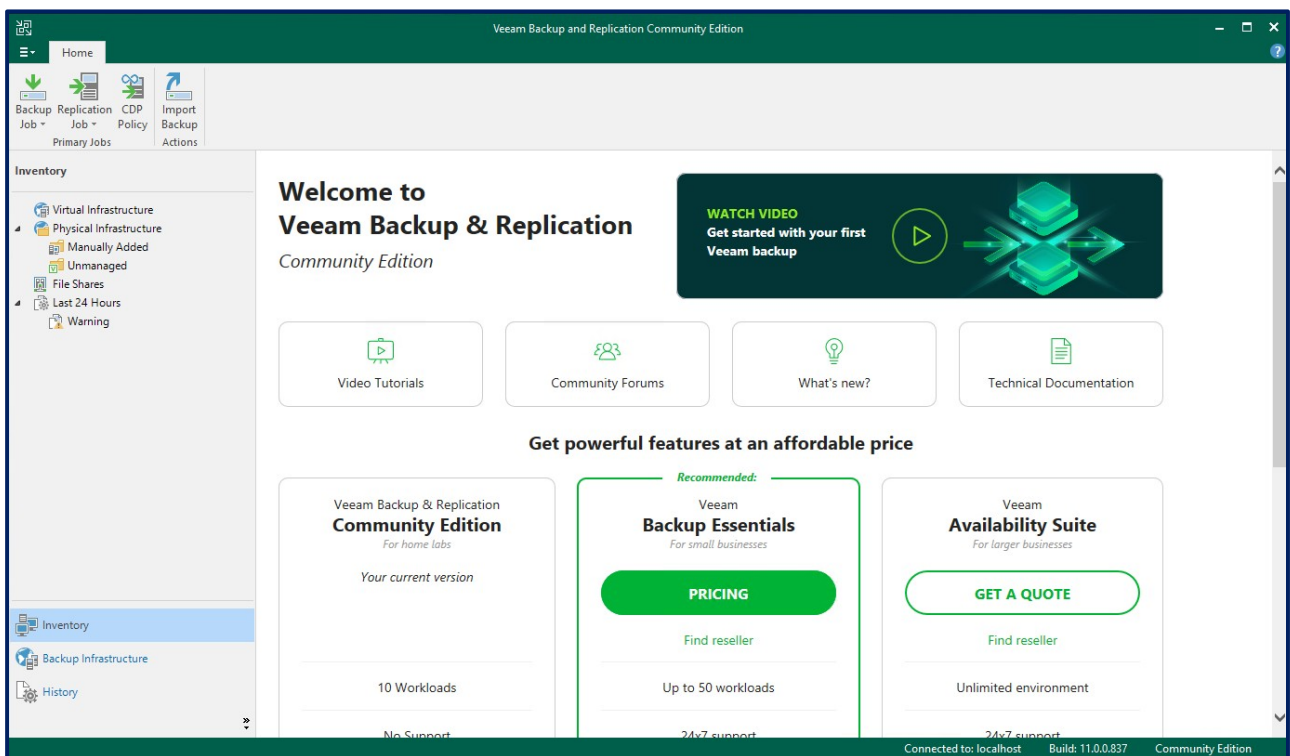 Veeam Backup and Replication Community Edition
Home
Backup Job
Replication Job
CDP Policy
Import Backup
Primary Jobs
Actions
Inventory
Virtual Infrastructure
Physical Infrastructure
Manually Added
Unmanaged
File Shares
Last 24 Hours
Warning
Inventory
Backup Infrastructure
History
Welcome to
Veeam Backup & Replication
Community Edition
WATCH VIDEO
Get started with your first
Veeam backup
Video Tutorials
Community Forums
What's new?
Technical Documentation
Get powerful features at an affordable price
Veeam Backup & Replication
Community Edition
For home labs
Your current version
10 Workloads
No Support
Recommended:
Veeam
Backup Essentials
For small businesses
PRICING
Find reseller
Up to 50 workloads
24x7 support
Veeam
Availability Suite
For larger businesses
GET A QUOTE
Find reseller
Unlimited environment
24x7 support
Connected to: localhost
Build: 11.0.0.837
Community Edition